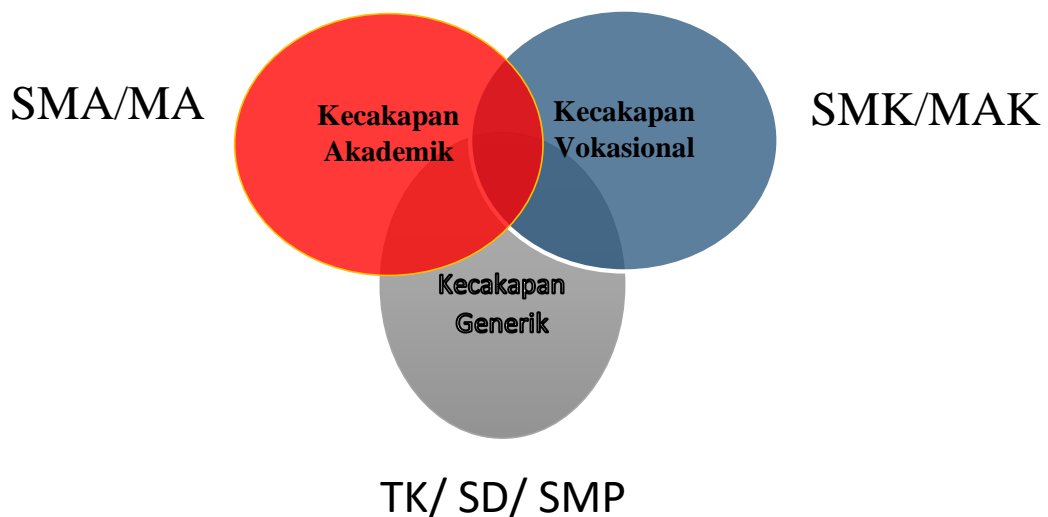 SMA/MA
Kecakapan
Akademik
Kecakapan
Vokasional
SMK/MAK
Kecakapan
Generik
TK/ SD/ SMP